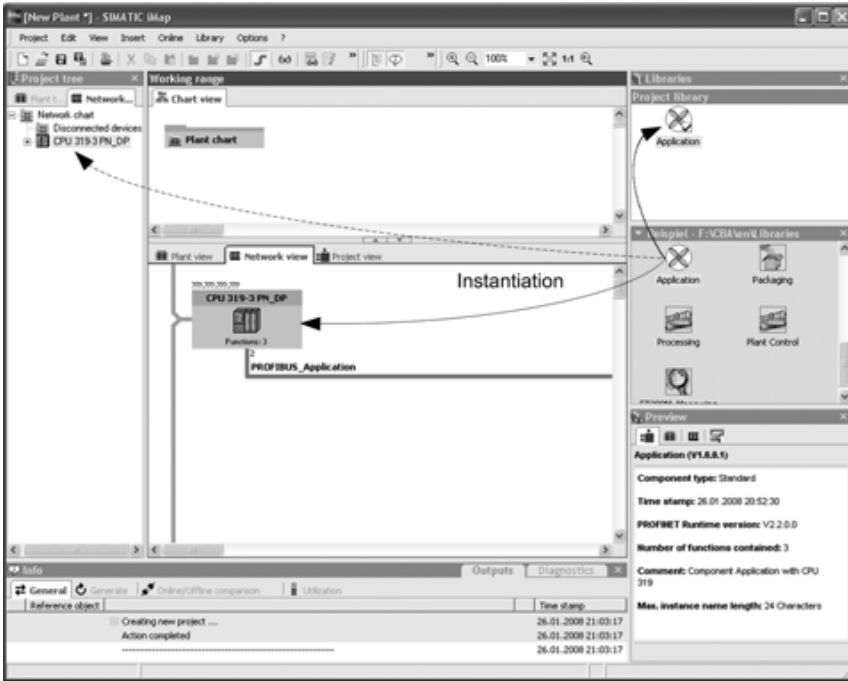 [New Plant *] - SIMATIC iMap
Project Edit View Insert Online Library Options ?
100% 1:1
Project tree
Plant t... Network...
Network chart
Disconnected devices
CPU 319-3 PN_DP
Working range
Chart view
Plant chart
Plant view Network view Project view
CPU 319-3 PN_DP
Functions: 3
2
PROFIBUS_Application
Instantiation
Libraries
Project library
Application
Beispiel - F:\CBA\en\Libraries
Application Packaging
Processing Plant Control
Preview
Application (V1.0.0.1)
Component type: Standard
Time stamp: 26.01.2008 20:52:30
PROFINET Runtime version: V2.2.0.0
Number of functions contained: 3
Comment: Component Application with CPU
319
Max. instance name length: 24 Characters
Info Outputs Diagnostics
General Generate Online/Offline comparison Utilization
Reference object Time stamp
Creating new project .... 26.01.2008 21:03:17
Action completed 26.01.2008 21:03:17
26.01.2008 21:03:17